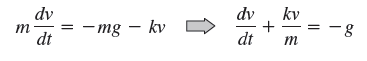 m dv/dt = −mg − kv ⇨ dv/dt + kv/m = −g